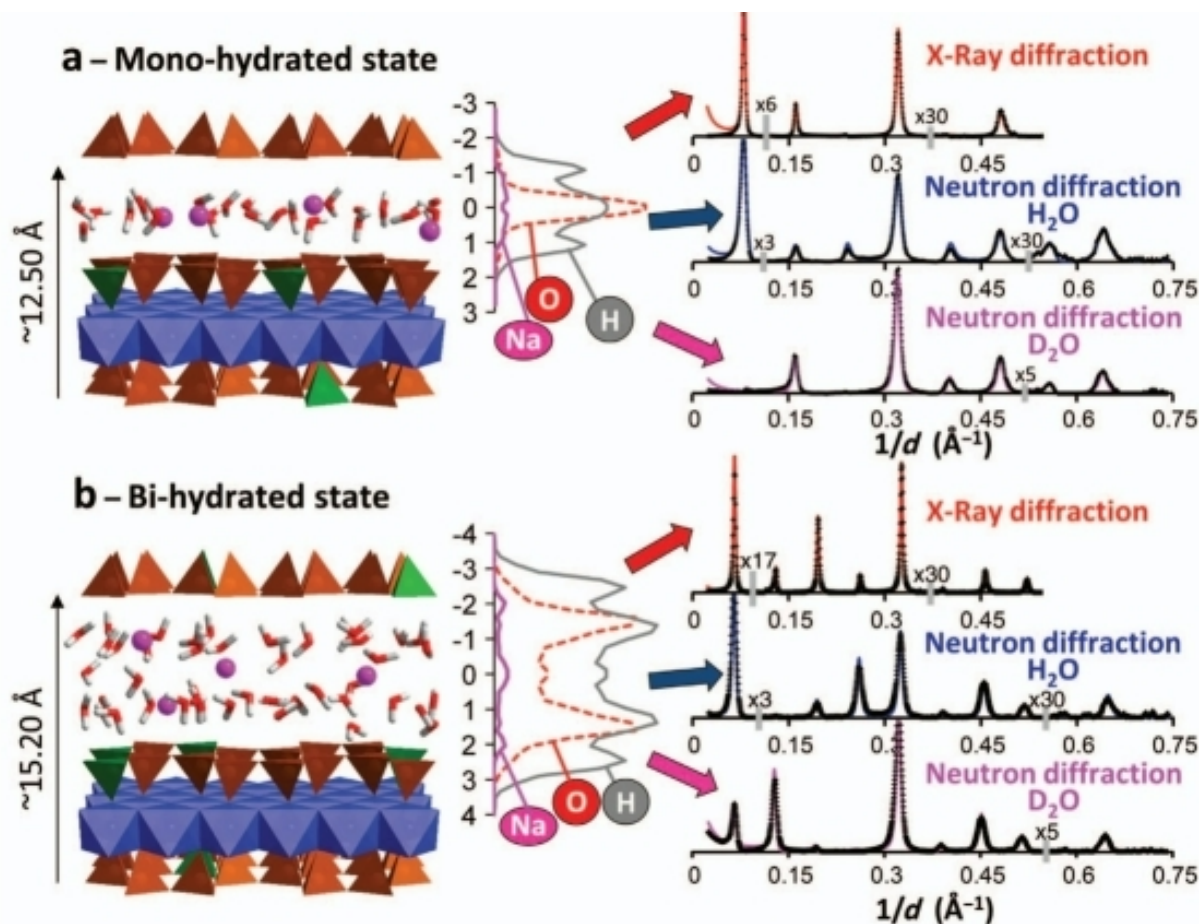 a – Mono-hydrated state
~12.50 Å
-3
-2
-1
0
1
2
3
O
H
Na
X-Ray diffraction
x6
x30
0 0.15 0.3 0.45
Neutron diffraction
H2O
x3
x30
0 0.15 0.3 0.45 0.6 0.75
Neutron diffraction
D2O
x5
0 0.15 0.3 0.45 0.6 0.75
1/d (Å⁻¹)
b – Bi-hydrated state
~15.20 Å
-4
-3
-2
-1
0
1
2
3
4
O
H
Na
X-Ray diffraction
x17
x30
0 0.15 0.3 0.45
Neutron diffraction
H2O
x3
x30
0 0.15 0.3 0.45 0.6 0.75
Neutron diffraction
D2O
x5
0 0.15 0.3 0.45 0.6 0.75
1/d (Å⁻¹)